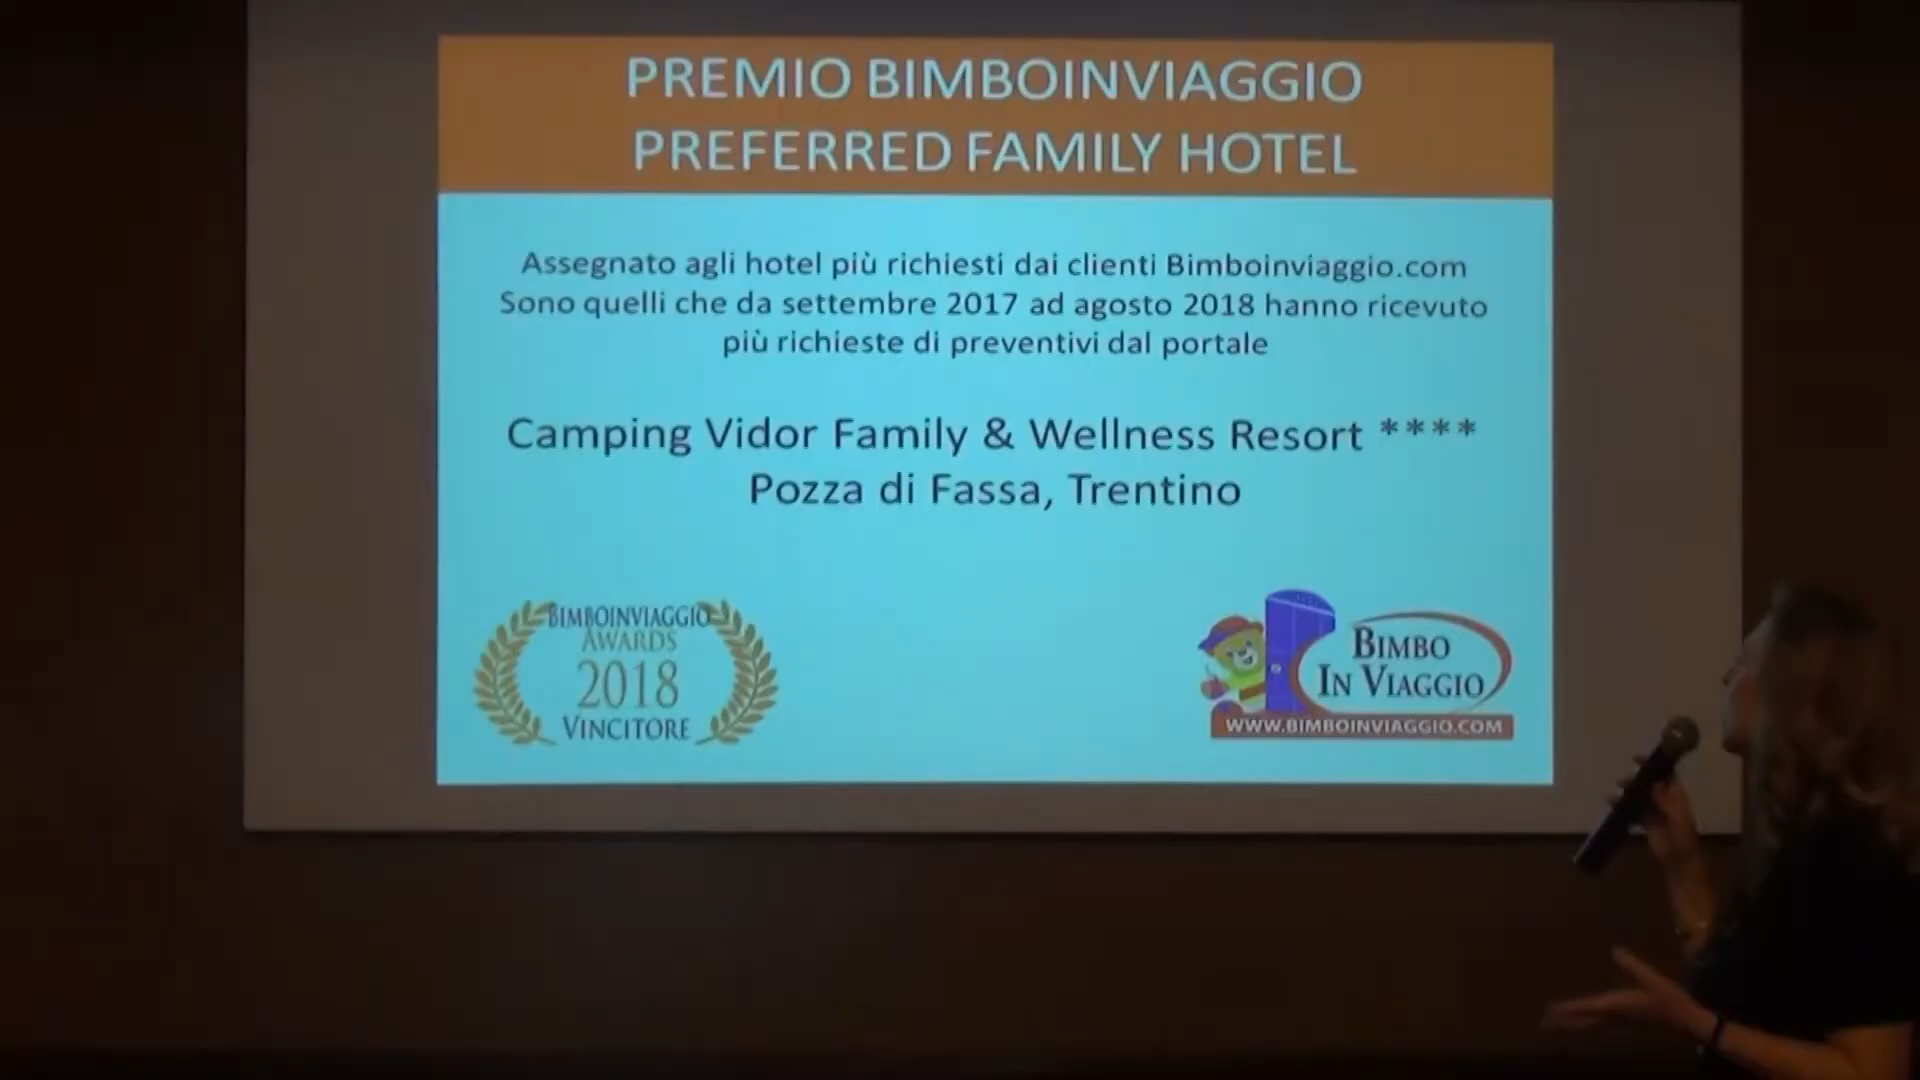 PREMIO BIMBOINVIAGGIO
PREFERRED FAMILY HOTEL
Assegnato agli hotel più richiesti dai clienti Bimboinviaggio.com
Sono quelli che da settembre 2017 ad agosto 2018 hanno ricevuto
più richieste di preventivi dal portale
Camping Vidor Family & Wellness Resort ****
Pozza di Fassa, Trentino
BIMBOINVIAGGIO
AWARDS
2018
VINCITORE
BIMBO
IN VIAGGIO
WWW.BIMBOINVIAGGIO.COM